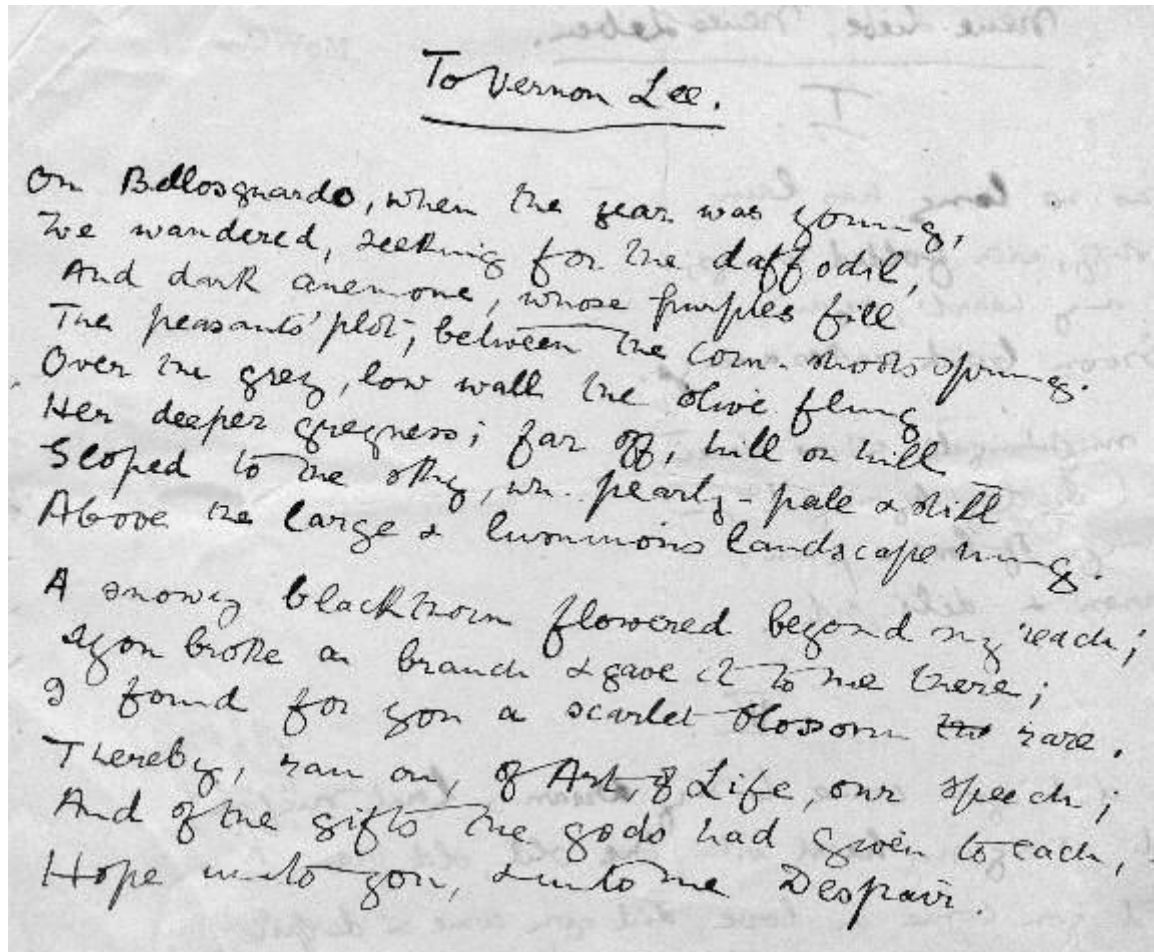 To Vernon Lee.
On Bellosguardo, when the year was young,
We wandered, seeking for the daffodil,
And dark anemone, whose purples fill
The peasants' plot, between the corn-shoots sprung.
Over the grey, low wall the olive flung
Her deeper greyness; far off, hill on hill
Sloped to the sky, wh. pearly-pale & still
Above the large & luminous landscape hung.
A snowy blackthorn flowered beyond my reach;
You broke a branch & gave it to me there;
I found for you a scarlet blossom rare.
Thereby, ran on, of Art, & Life, our speech;
And of the gifts the gods had given to each,
Hope unto you, & unto me Despair.